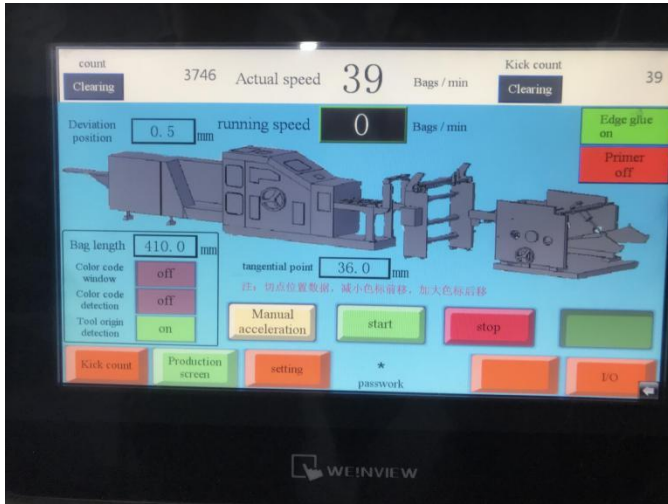 count
Clearing
3746
Actual speed
39
Bags / min
Kick count
Clearing
39
Deviation
position
0.5
mm
running speed
0
Bags / min
Edge glue
on
Primer
off
Bag length
410.0
mm
Color code
window
off
Color code
detection
off
Tool origin
detection
on
tangential point
36.0
mm
注：切点位置数据，减小色标前移，加大色标后移
Manual
acceleration
start
stop
Kick count
Production
screen
setting
*
passwork
I/O
WEINVIEW